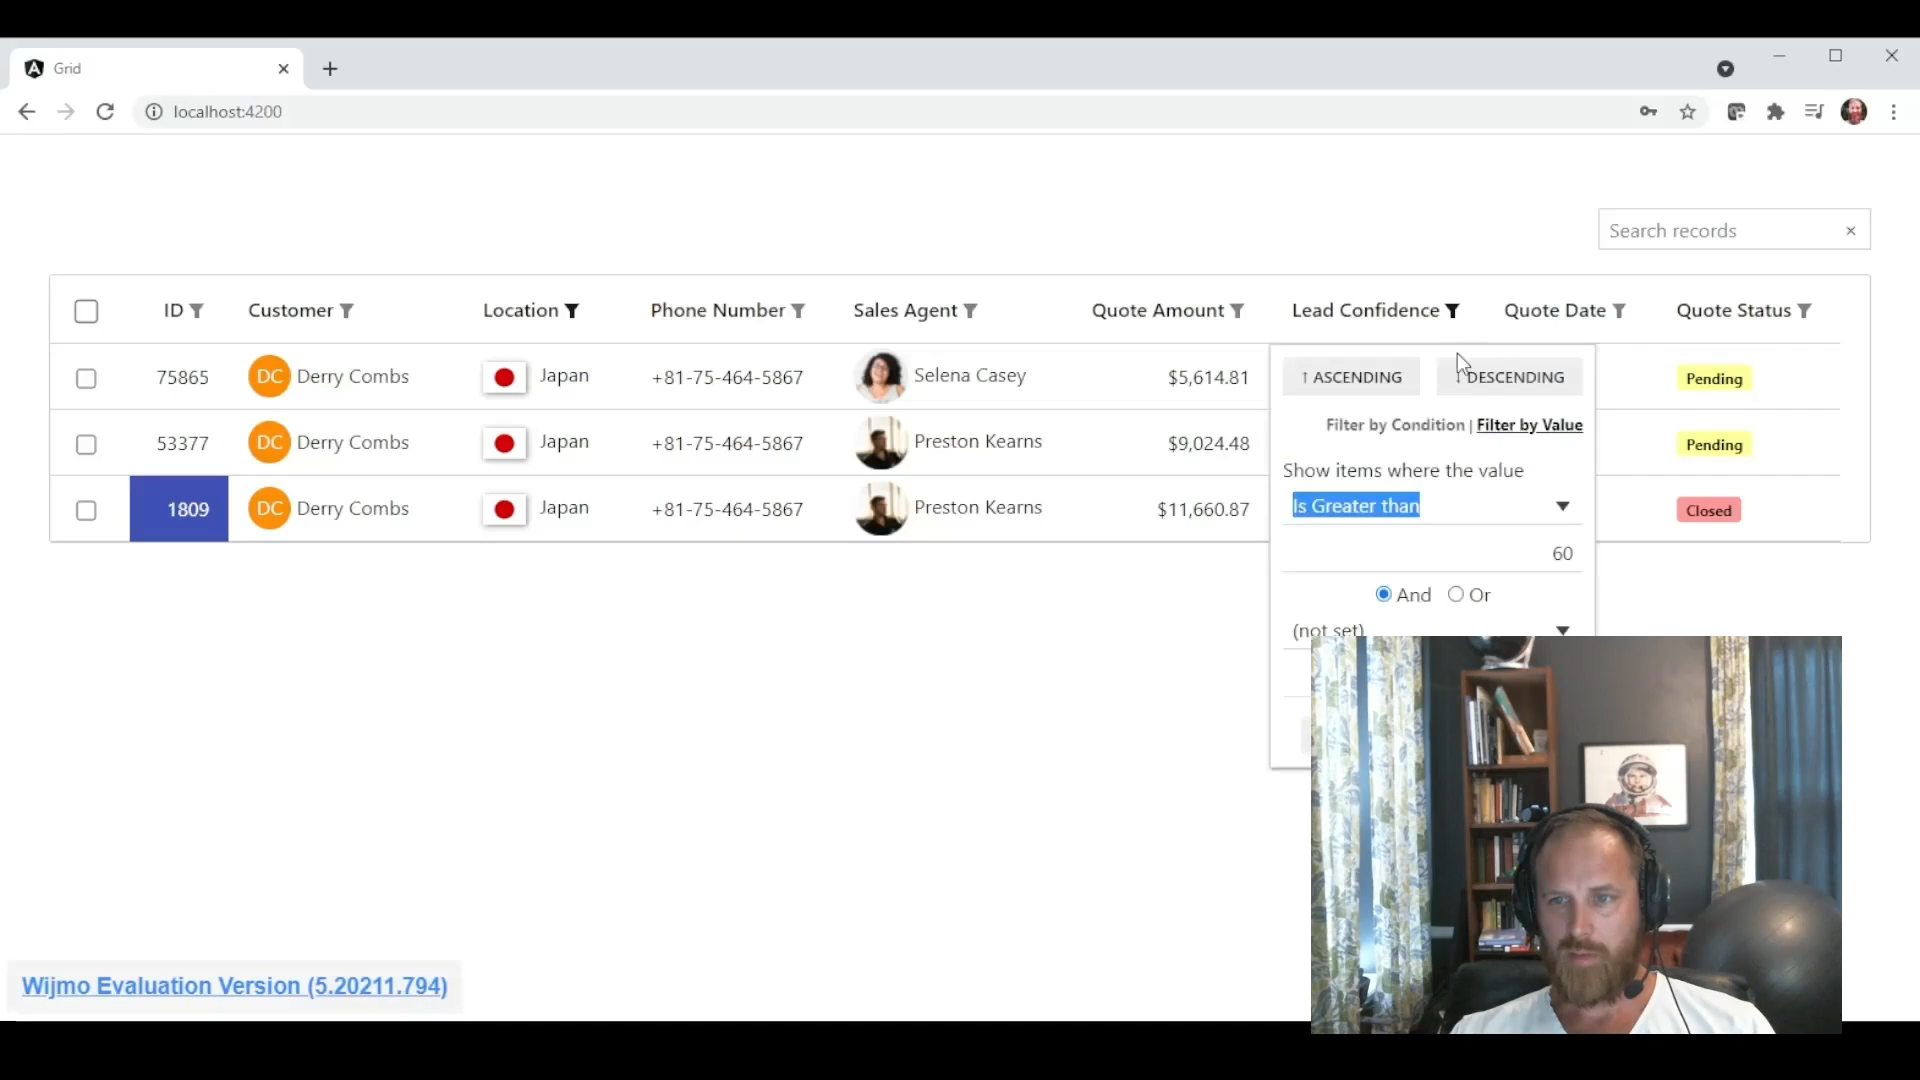 Grid
localhost:4200
Search records
ID Customer Location Phone Number Sales Agent Quote Amount Lead Confidence Quote Date Quote Status
75865 DC Derry Combs Japan +81-75-464-5867 Selena Casey $5,614.81 Pending
53377 DC Derry Combs Japan +81-75-464-5867 Preston Kearns $9,024.48 Pending
1809 DC Derry Combs Japan +81-75-464-5867 Preston Kearns $11,660.87 Closed
↑ ASCENDING ↓ DESCENDING
Filter by Condition | Filter by Value
Show items where the value
Is Greater than
60
And Or
(not set)
Wijmo Evaluation Version (5.20211.794)